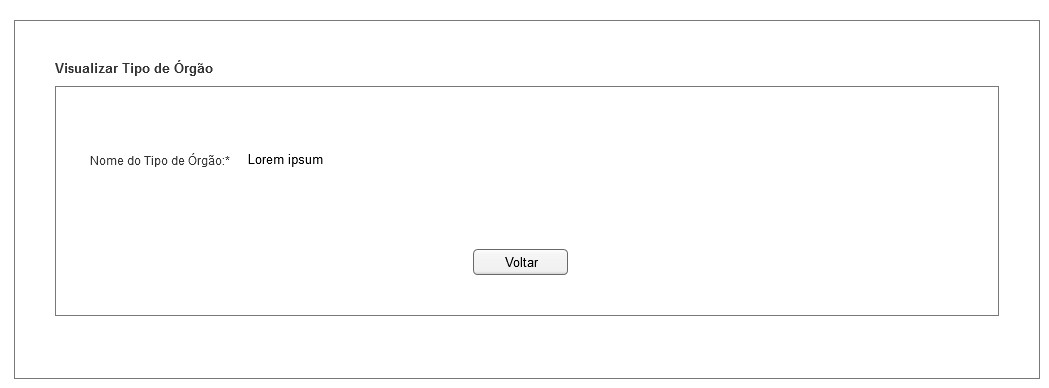 Visualizar Tipo de Órgão
Nome do Tipo de Órgão:* Lorem ipsum
Voltar